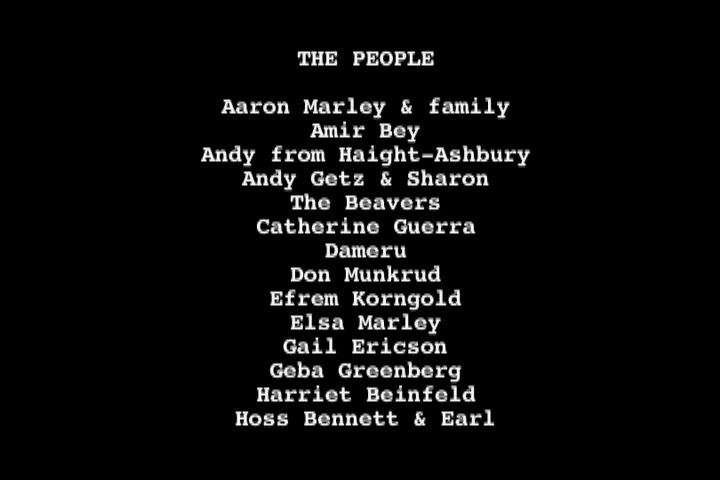 THE PEOPLE
Aaron Marley & family
Amir Bey
Andy from Haight-Ashbury
Andy Getz & Sharon
The Beavers
Catherine Guerra
Dameru
Don Munkrud
Efrem Korngold
Elsa Marley
Gail Ericson
Geba Greenberg
Harriet Beinfeld
Hoss Bennett & Earl